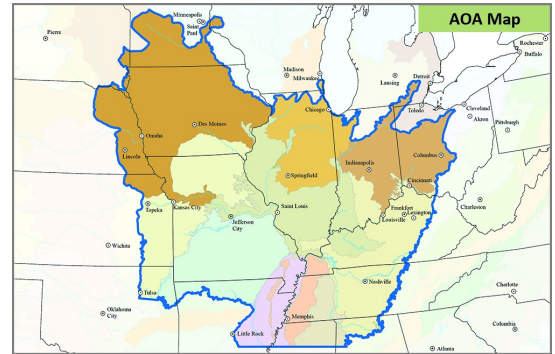 AOA Map
Minneapolis
Saint
Paul
Pierre
Rochester
Buffalo
Madison
Milwaukee
Lansing
Detroit
Chicago
Toledo
Cleveland
Akron
Pittsburgh
Des Moines
Omaha
Lincoln
Columbus
Indianapolis
Springfield
Cincinnati
Topeka
Kansas City
Saint Louis
Frankfort
Lexington
Louisville
Charleston
Jefferson
City
Wichita
Tulsa
Nashville
Charlotte
Oklahoma
City
Memphis
Little Rock
Columbia
Atlanta